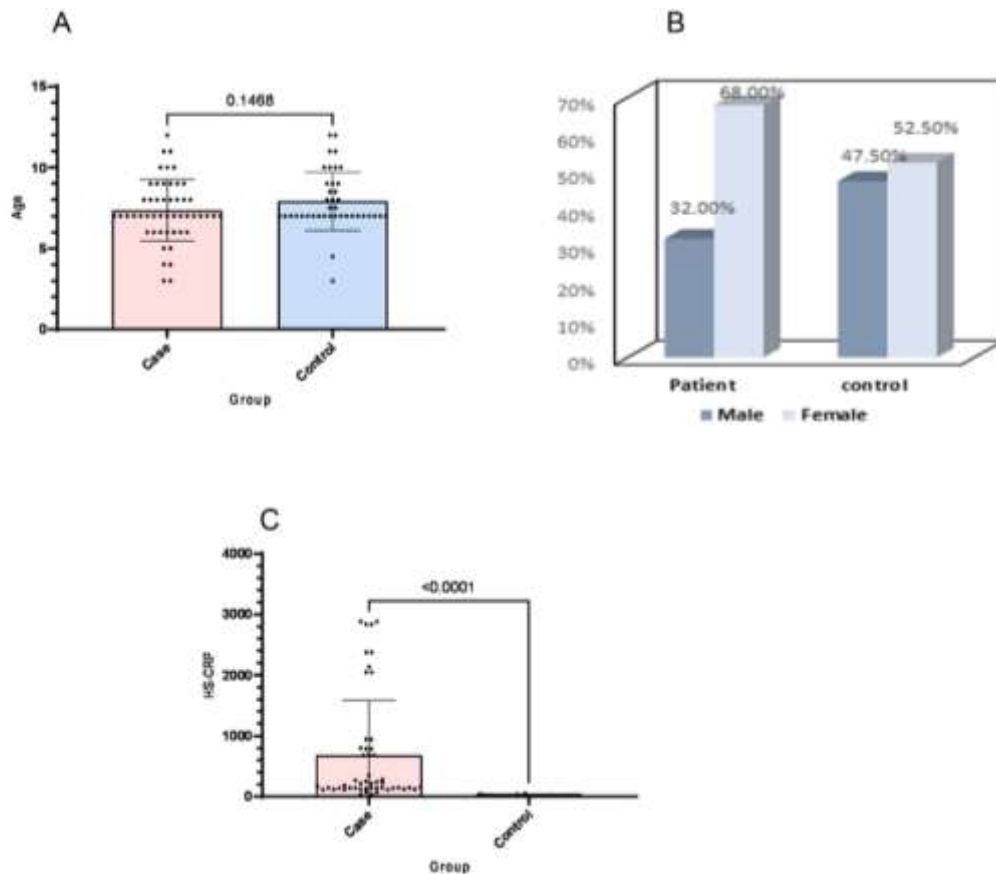 A
15
10
5
0
Age
0.1468
Case
Control
Group
B
70%
60%
50%
40%
30%
20%
10%
0%
68.00%
52.50%
47.50%
32.00%
Patient
control
Male Female
C
4000
3000
2000
1000
0
HS-CRP
<0.0001
Case
Control
Group